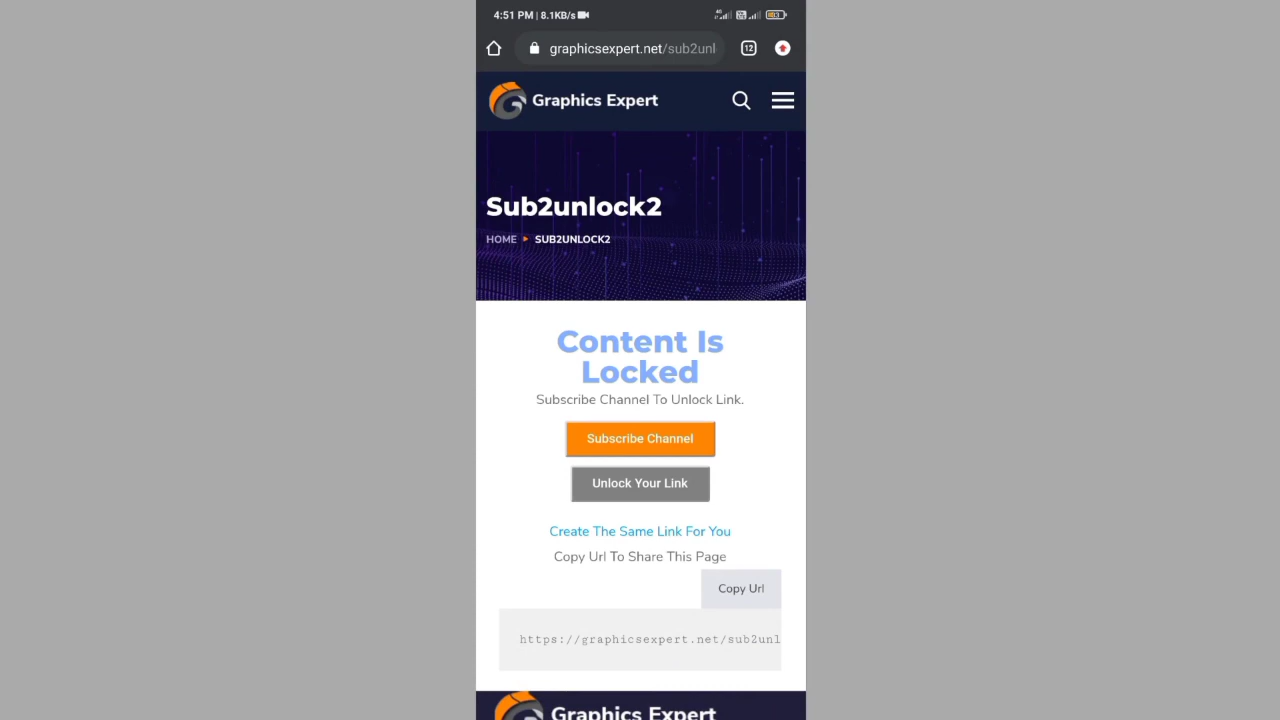 4:51 PM | 8.1KB/s
graphicsexpert.net/sub2unl
12
Graphics Expert
Sub2unlock2
HOME
SUB2UNLOCK2
Content Is
Locked
Subscribe Channel To Unlock Link.
Subscribe Channel
Unlock Your Link
Create The Same Link For You
Copy Url To Share This Page
Copy Url
https://graphicsexpert.net/sub2unl
Graphics Expert